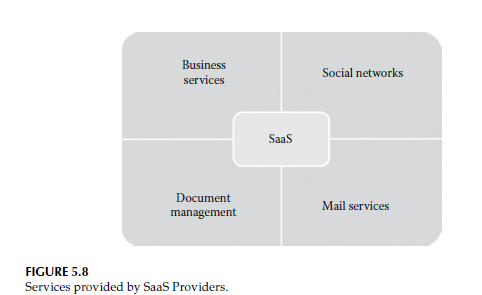 Business
services
Social networks
SaaS
Document
management
Mail services
FIGURE 5.8
Services provided by SaaS Providers.